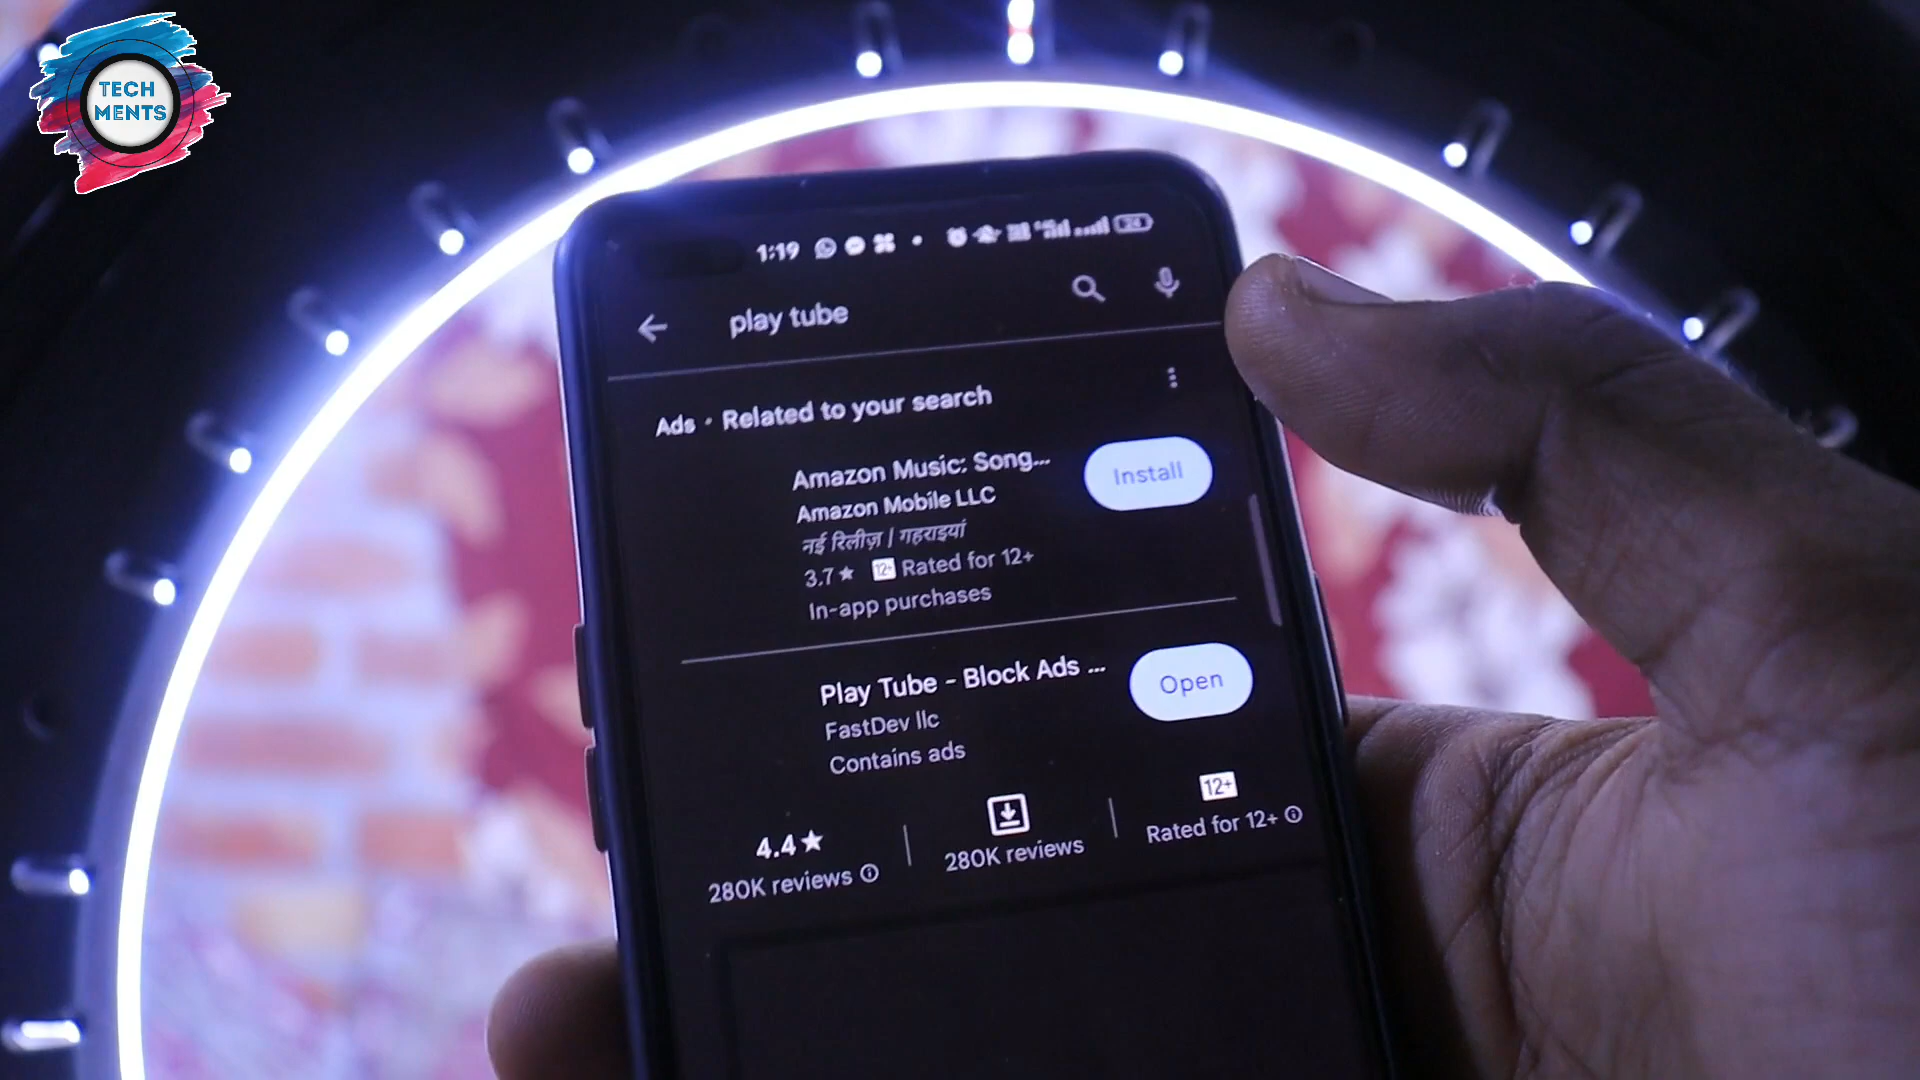 TECH
MENTS
1:19
24
play tube
Ads · Related to your search
Amazon Music: Song...
Install
Amazon Mobile LLC
नई रिलीज़ | गहराइयां
3.7★ 12+ Rated for 12+
In-app purchases
Play Tube - Block Ads ...
Open
FastDev llc
Contains ads
4.4★
280K reviews
280K reviews
12+
Rated for 12+